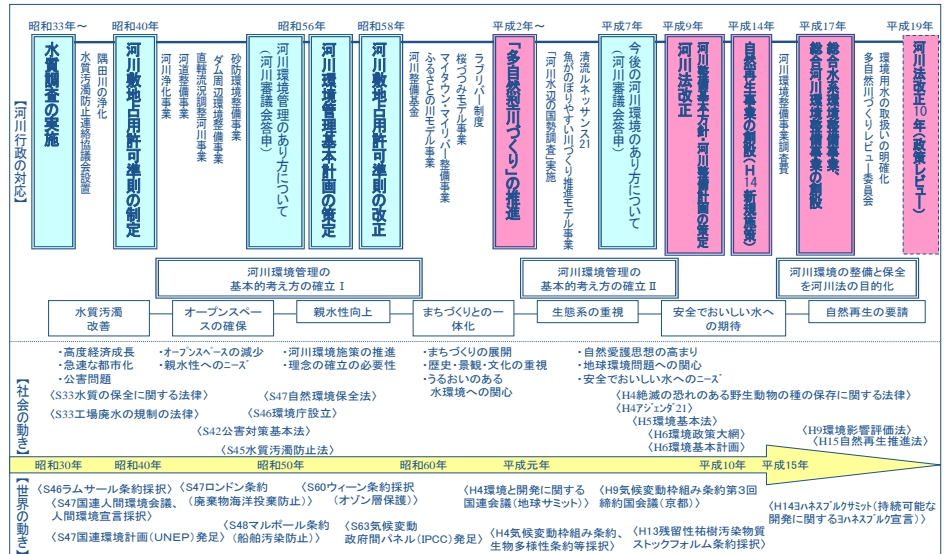 昭和33年～
昭和40年
昭和56年
昭和58年
平成2年～
平成7年
平成9年
平成14年
平成17年
平成19年
【河川行政の対応】
水質調査の実施
水質汚濁防止連絡協議会設置
隅田川の浄化
河川敷地占用許可準則の制定
河川浄化事業
河道整備事業
直轄流況調整河川事業
ダム周辺環境整備事業
砂防環境整備事業
河川環境管理のあり方について
(河川審議会答申)
河川環境管理基本計画の策定
河川敷地占用許可準則の改正
河川整備基金
ふるさとの川モデル事業
マイタウン・マイリバー整備事業
桜づつみモデル事業
ラブリバー制度
「多自然型川づくり」の推進
「河川水辺の国勢調査」実施
魚がのぼりやすい川づくり推進モデル事業
清流ルネッサンス21
今後の河川環境のあり方について
(河川審議会答申)
河川法改正
河川整備基本方針・河川整備計画の策定
自然再生事業の創設(H14新規施策)
河川環境整備事業調査費
総合水系環境整備事業、
総合河川環境整備事業の創設
多自然川づくりレビュー委員会
環境用水の取扱いの明確化
河川法改正10年(政策レビュー)
河川環境管理の
基本的考え方の確立Ⅰ
河川環境管理の
基本的考え方の確立Ⅱ
河川環境の整備と保全
を河川法の目的化
水質汚濁
改善
オープンスペー
スの確保
親水性向上
まちづくりとの一
体化
生態系の重視
安全でおいしい水へ
の期待
自然再生の要請
【社会の動き】
・高度経済成長
・急速な都市化
・公害問題
・オープンスペースの減少
・親水性へのニーズ
・河川環境施策の推進
・理念の確立の必要性
・まちづくりの展開
・歴史・景観・文化の重視
・うるおいのある
水環境への関心
・自然愛護思想の高まり
・地球環境問題への関心
・安全でおいしい水へのニーズ
〈S33水質の保全に関する法律〉
〈S33工場廃水の規制の法律〉
〈S47自然環境保全法〉
〈S46環境庁設立〉
〈S42公害対策基本法〉
〈S45水質汚濁防止法〉
〈H4絶滅の恐れのある野生動物の種の保存に関する法律〉
〈H4アジェンダ21〉
〈H5環境基本法〉
〈H6環境政策大綱〉
〈H6環境基本計画〉
〈H9環境影響評価法〉
〈H15自然再生推進法〉
昭和30年
昭和40年
昭和50年
昭和60年
平成元年
平成10年
平成15年
【世界の動き】
〈S46ラムサール条約採択〉
〈S47国連人間環境会議、
人間環境宣言採択〉
〈S47国連環境計画(UNEP)発足〉
〈S47ロンドン条約
(廃棄物海洋投棄防止)〉
〈S48マルポール条約
(船舶汚染防止)〉
〈S60ウィーン条約採択
(オゾン層保護)〉
〈S63気候変動
政府間パネル(IPCC)発足〉
〈H4環境と開発に関する
国連会議(地球サミット)〉
〈H4気候変動枠組み条約、
生物多様性条約等採択〉
〈H9気候変動枠組み条約第3回
締約国会議(京都)〉
〈H13残留性祐樹汚染物質
ストックフォルム条約採択〉
〈H14ヨハネスブルクサミット(持続可能な
開発に関するヨハネスブルク宣言)〉